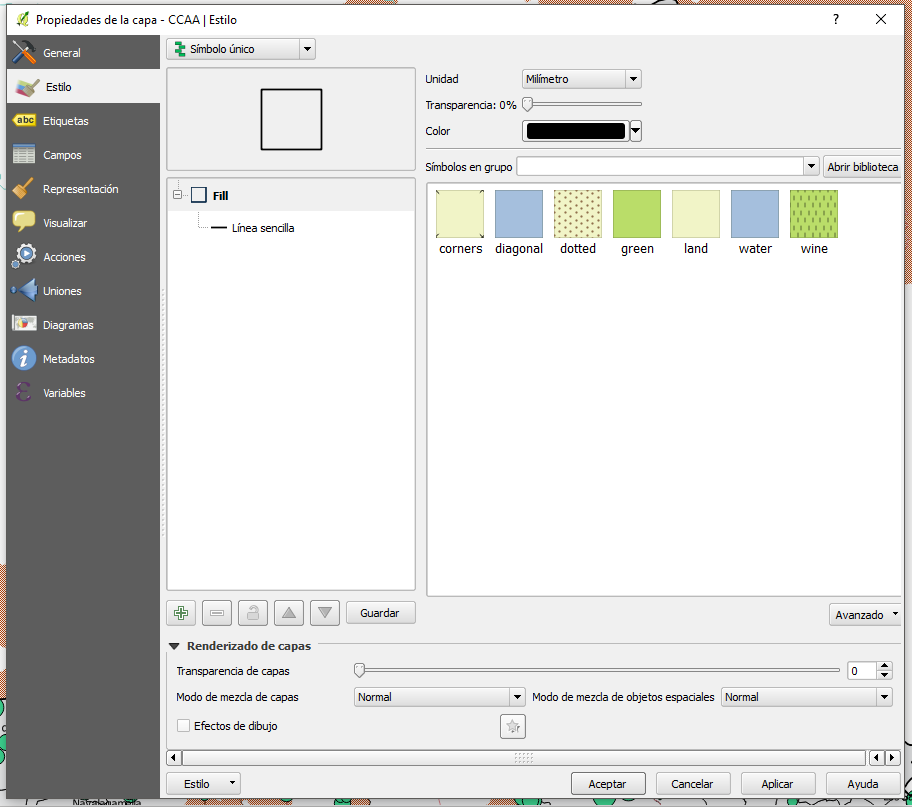 Propiedades de la capa - CCAA | Estilo
?
General
Estilo
abc Etiquetas
Campos
Representación
Visualizar
Acciones
Uniones
Diagramas
Metadatos
Variables
Símbolo único
Fill
Línea sencilla
Unidad Milímetro
Transparencia: 0%
Color
Símbolos en grupo Abrir biblioteca
corners diagonal dotted green land water wine
Guardar
Avanzado
Renderizado de capas
Transparencia de capas 0
Modo de mezcla de capas Normal Modo de mezcla de objetos espaciales Normal
Efectos de dibujo
Estilo Aceptar Cancelar Aplicar Ayuda
Navalagamella